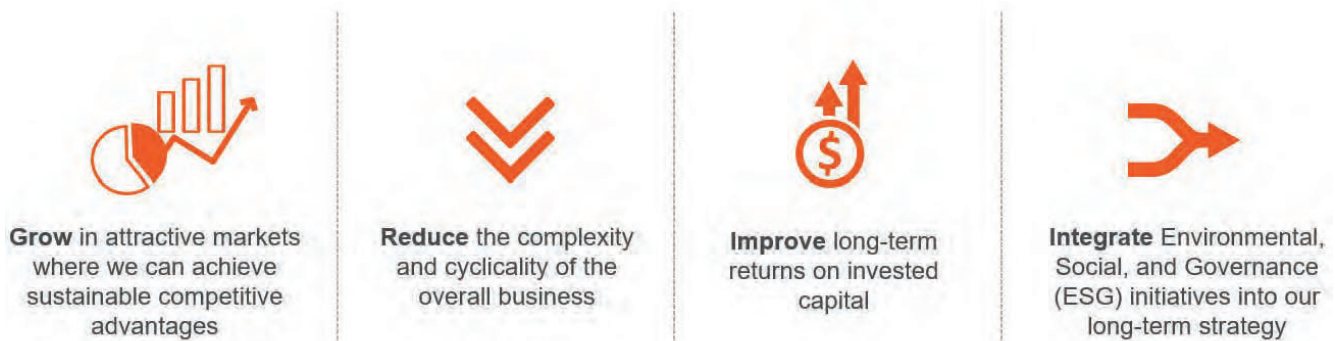 Grow in attractive markets
where we can achieve
sustainable competitive
advantages
Reduce the complexity
and cyclicality of the
overall business
$
Improve long-term
returns on invested
capital
Integrate Environmental,
Social, and Governance
(ESG) initiatives into our
long-term strategy